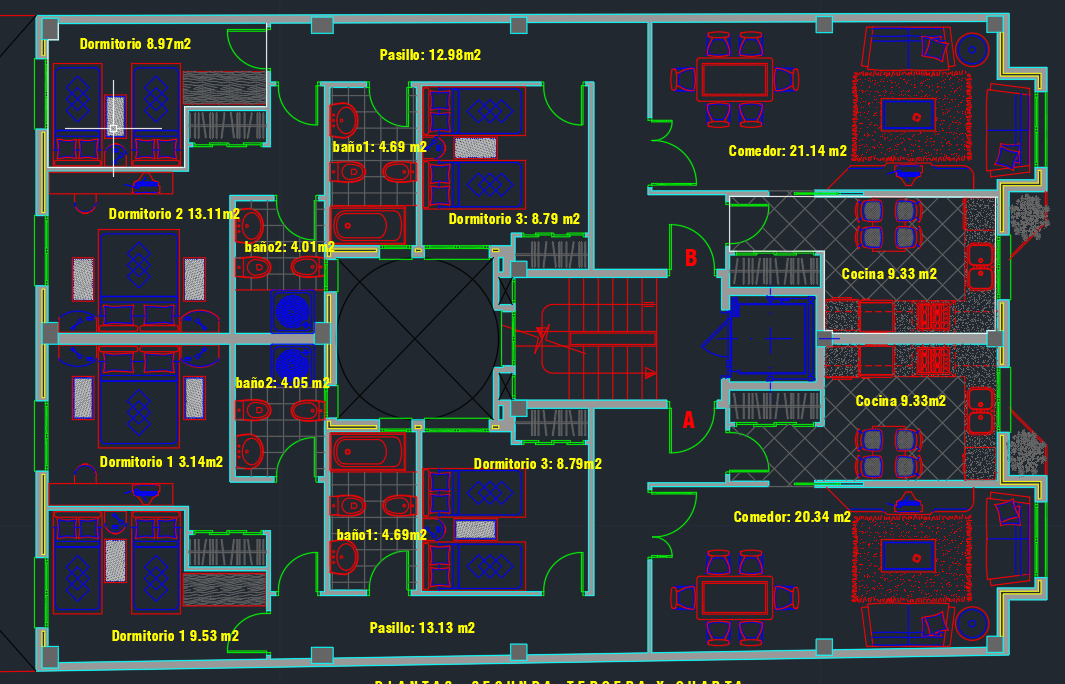 Dormitorio 8.97m2
Pasillo: 12.98m2
baño1: 4.69 m2
Comedor: 21.14 m2
Dormitorio 2 13.11m2
Dormitorio 3: 8.79 m2
baño2: 4.01m2
B
Cocina 9.33 m2
baño2: 4.05 m2
Cocina 9.33m2
A
Dormitorio 1 3.14m2
Dormitorio 3: 8.79m2
Comedor: 20.34 m2
baño1: 4.69m2
Pasillo: 13.13 m2
Dormitorio 1 9.53 m2
PLANTAS SEGUNDA, TERCERA Y CUARTA